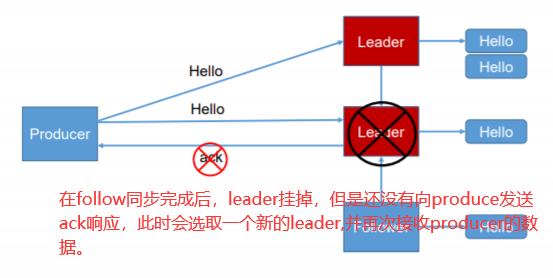 Leader
Hello
Hello
Hello
Hello
Producer
Leader
Hello
ack
在follow同步完成后，leader挂掉，但是还没有向produce发送
ack响应，此时会选取一个新的leader,并再次接收producer的数
据。